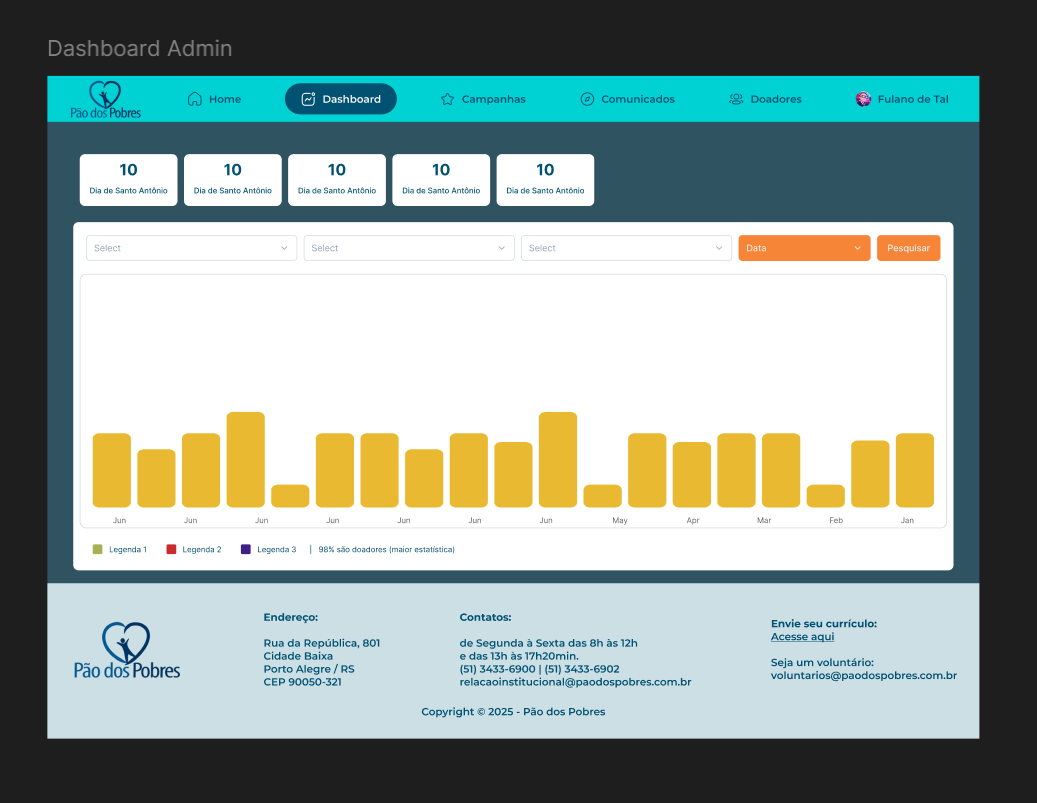 Dashboard Admin
Pão dos Pobres
Home
Dashboard
Campanhas
Comunicados
Doadores
Fulano de Tal
10
Dia de Santo Antônio
10
Dia de Santo Antônio
10
Dia de Santo Antônio
10
Dia de Santo Antônio
10
Dia de Santo Antônio
Select
Select
Select
Data
Pesquisar
Jun
Jun
Jun
Jun
Jun
Jun
Jun
May
Apr
Mar
Feb
Jan
Legenda 1
Legenda 2
Legenda 3
| 98% são doadores (maior estatística)
Pão dos Pobres
Endereço:
Rua da República, 801
Cidade Baixa
Porto Alegre / RS
CEP 90050-321
Contatos:
de Segunda à Sexta das 8h às 12h
e das 13h às 17h20min.
(51) 3433-6900 | (51) 3433-6902
relacaoinstitucional@paodospobres.com.br
Envie seu currículo:
Acesse aqui
Seja um voluntário:
voluntarios@paodospobres.com.br
Copyright © 2025 - Pão dos Pobres